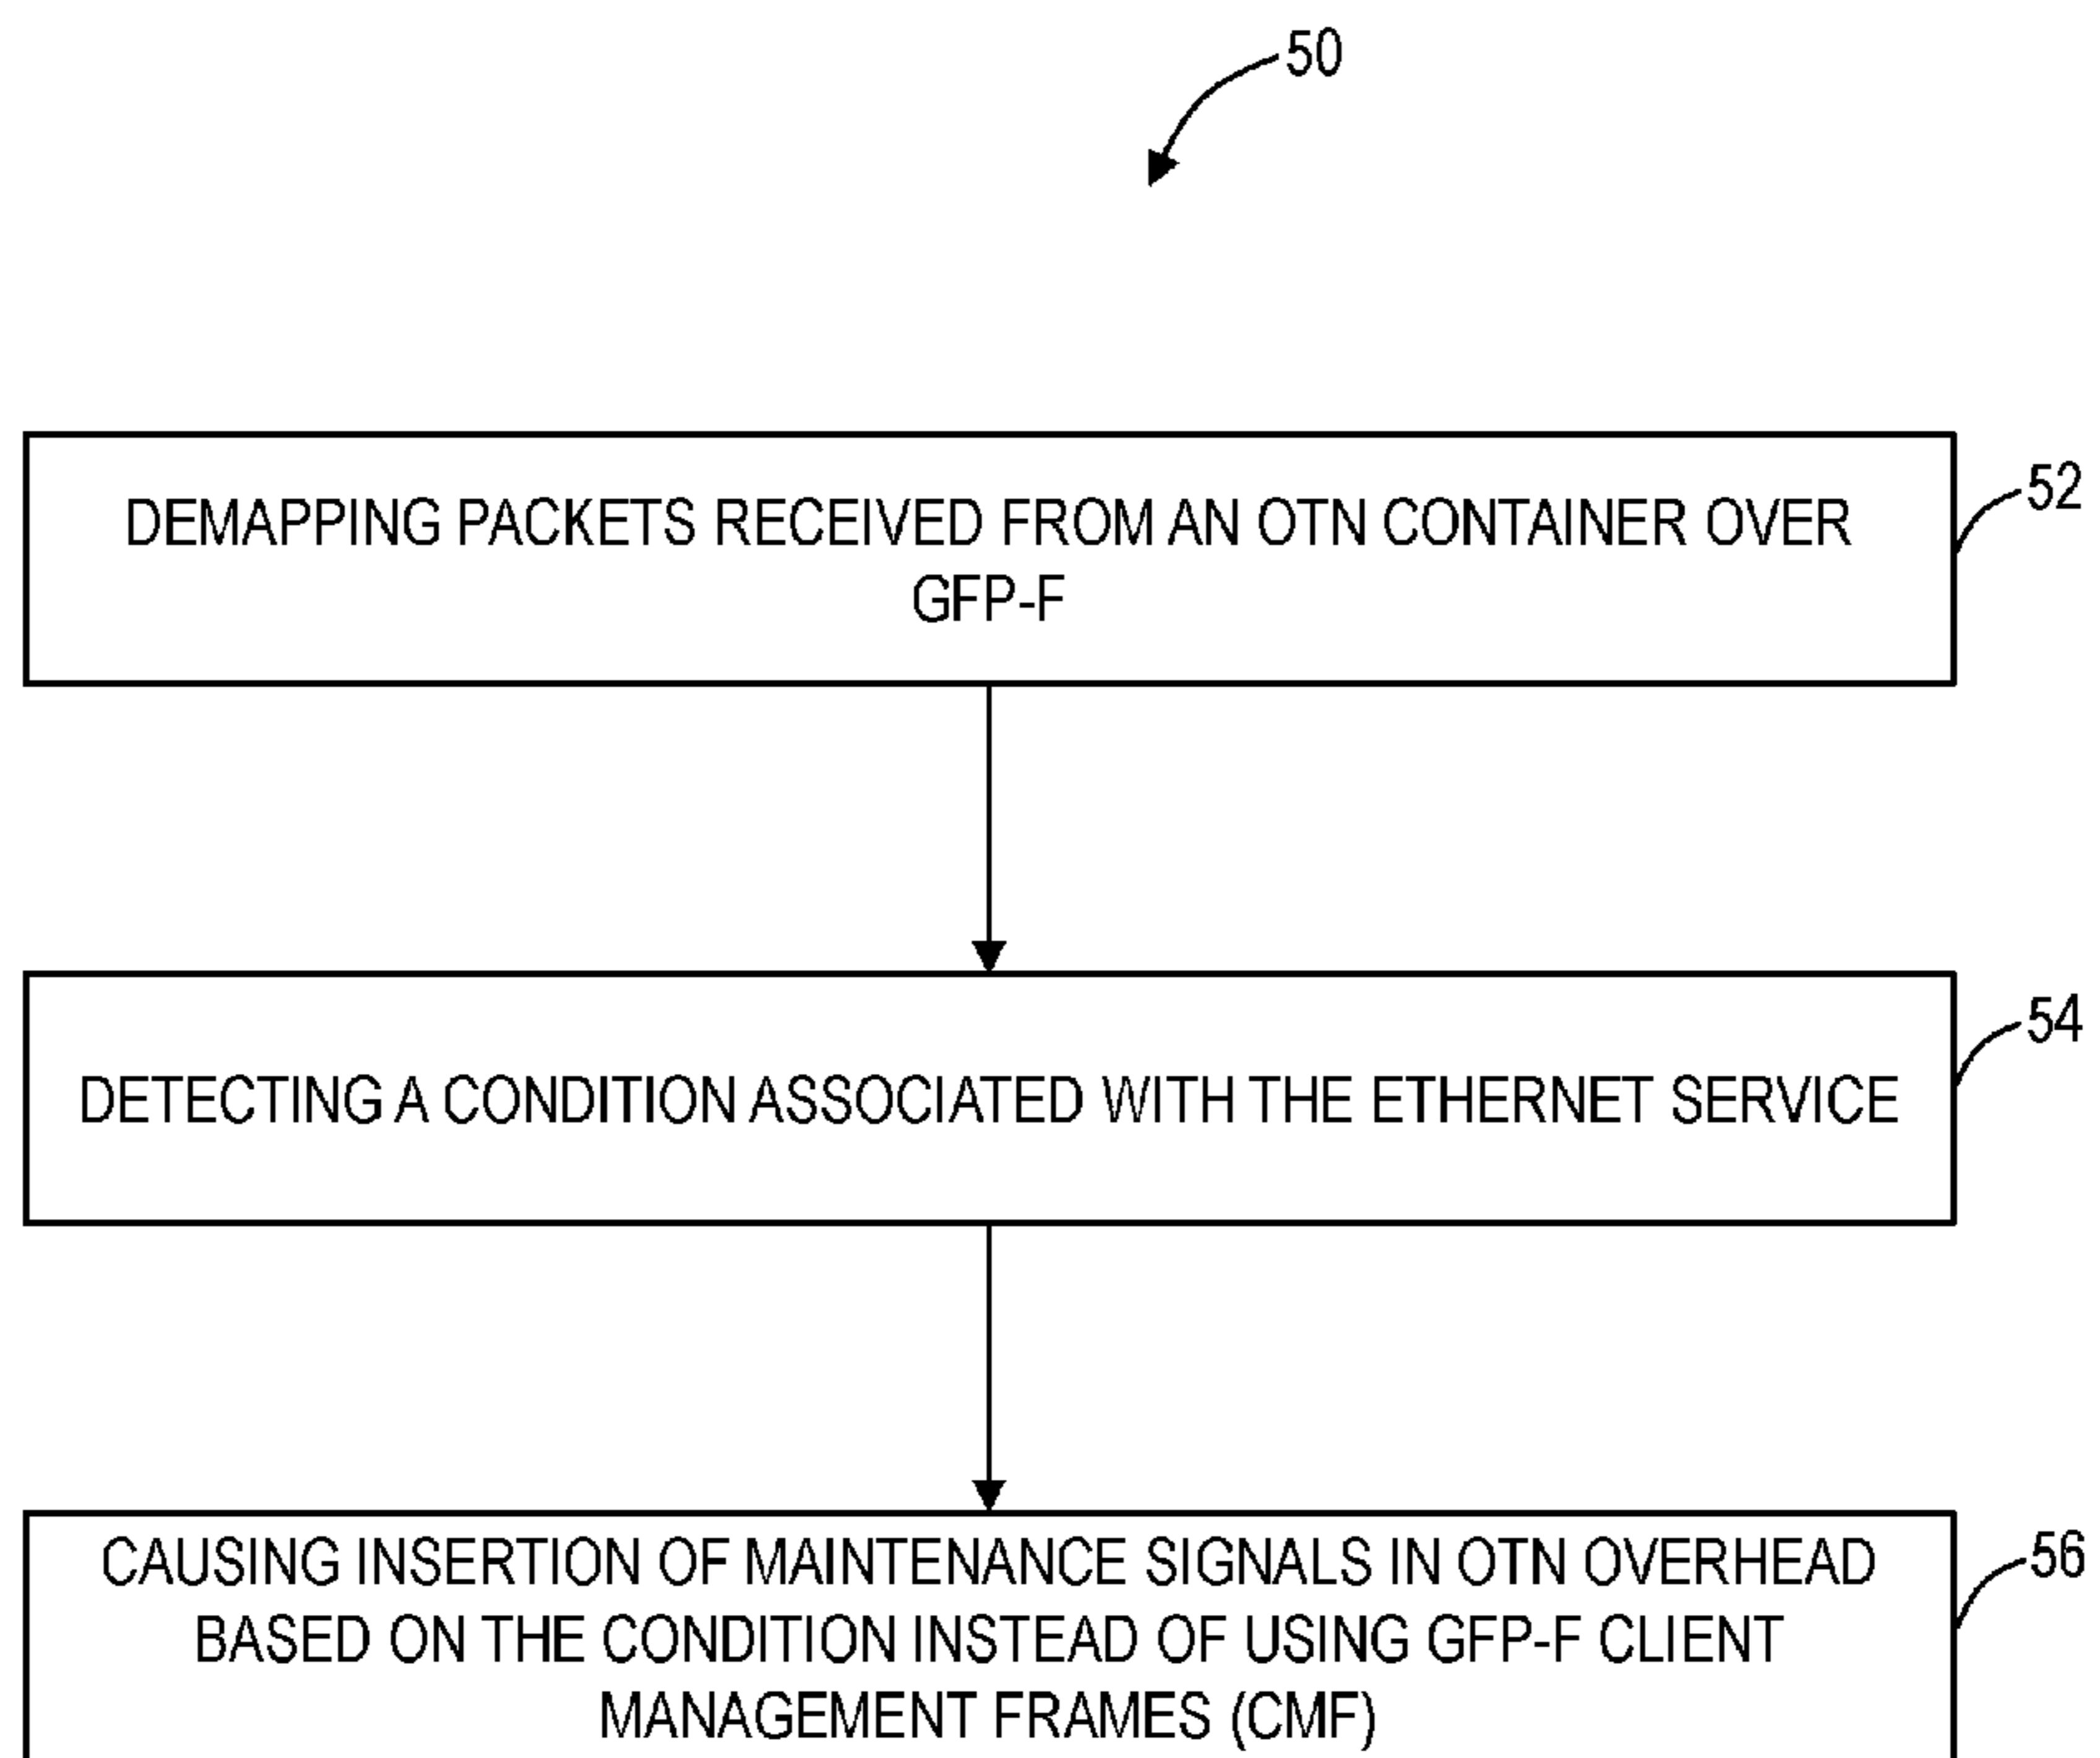 50
DEMAPPING PACKETS RECEIVED FROM AN OTN CONTAINER OVER
GFP-F
52
DETECTING A CONDITION ASSOCIATED WITH THE ETHERNET SERVICE
54
CAUSING INSERTION OF MAINTENANCE SIGNALS IN OTN OVERHEAD
BASED ON THE CONDITION INSTEAD OF USING GFP-F CLIENT
MANAGEMENT FRAMES (CMF)
56